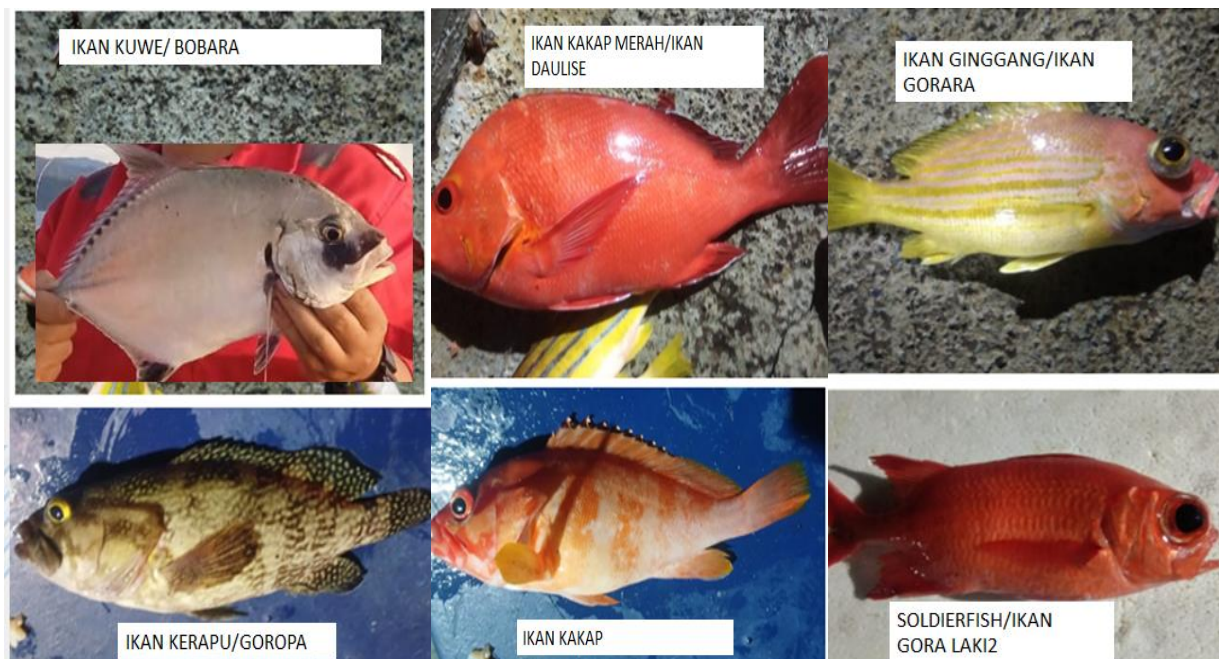 IKAN KUWE/ BOBARA
IKAN KAKAP MERAH/IKAN
DAULISE
IKAN GINGGANG/IKAN
GORARA
IKAN KERAPU/GOROPA
IKAN KAKAP
SOLDIERFISH/IKAN
GORA LAKI2